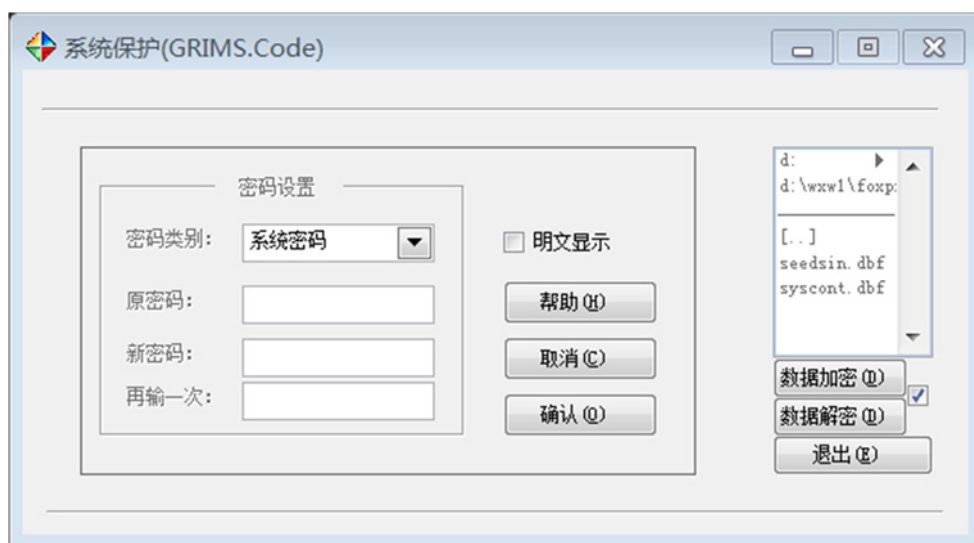 系统保护(GRIMS.Code)
密码设置
密码类别:
系统密码
明文显示
原密码:
帮助(H)
新密码:
取消(C)
再输一次:
确认(O)
d:
d:\wxw1\foxp
[..]
seedsin.dbf
syscont.dbf
数据加密(D)
数据解密(D)
退出(E)